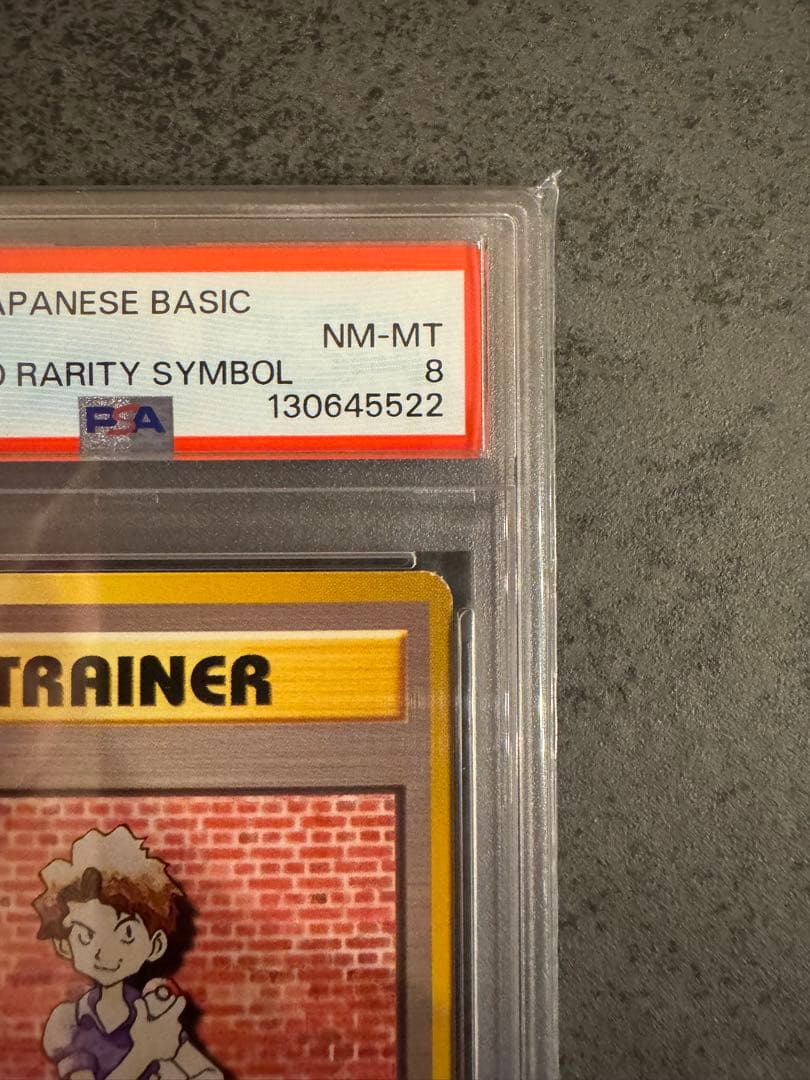 APANESE BASIC
NM-MT
RARITY SYMBOL 8
PSA 130645522
TRAINER